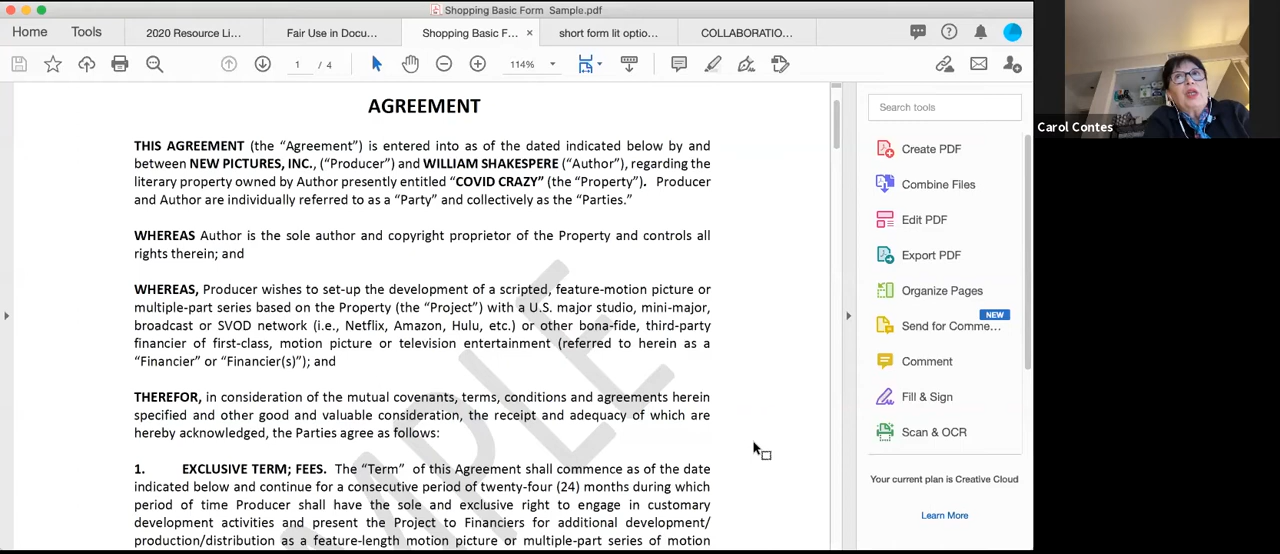 Shopping Basic Form Sample.pdf
Home Tools 2020 Resource Li... Fair Use in Docu... Shopping Basic F... × short form lit optio... COLLABORATIO...
1 / 4 114%
AGREEMENT
THIS AGREEMENT (the “Agreement”) is entered into as of the dated indicated below by and
between NEW PICTURES, INC., (“Producer”) and WILLIAM SHAKESPERE (“Author”), regarding the
literary property owned by Author presently entitled “COVID CRAZY” (the “Property”). Producer
and Author are individually referred to as a “Party” and collectively as the “Parties.”
WHEREAS Author is the sole author and copyright proprietor of the Property and controls all
rights therein; and
WHEREAS, Producer wishes to set-up the development of a scripted, feature-motion picture or
multiple-part series based on the Property (the “Project”) with a U.S. major studio, mini-major,
broadcast or SVOD network (i.e., Netflix, Amazon, Hulu, etc.) or other bona-fide, third-party
financier of first-class, motion picture or television entertainment (referred to herein as a
“Financier” or “Financier(s)”); and
THEREFOR, in consideration of the mutual covenants, terms, conditions and agreements herein
specified and other good and valuable consideration, the receipt and adequacy of which are
hereby acknowledged, the Parties agree as follows:
1. EXCLUSIVE TERM; FEES. The “Term” of this Agreement shall commence as of the date
indicated below and continue for a consecutive period of twenty-four (24) months during which
period of time Producer shall have the sole and exclusive right to engage in customary
development activities and present the Project to Financiers for additional development/
production/distribution as a feature-length motion picture or multiple-part series of motion
MPLE
Search tools
Create PDF
Combine Files
Edit PDF
Export PDF
Organize Pages
NEW
Send for Comme...
Comment
Fill & Sign
Scan & OCR
Your current plan is Creative Cloud
Learn More
Carol Contes